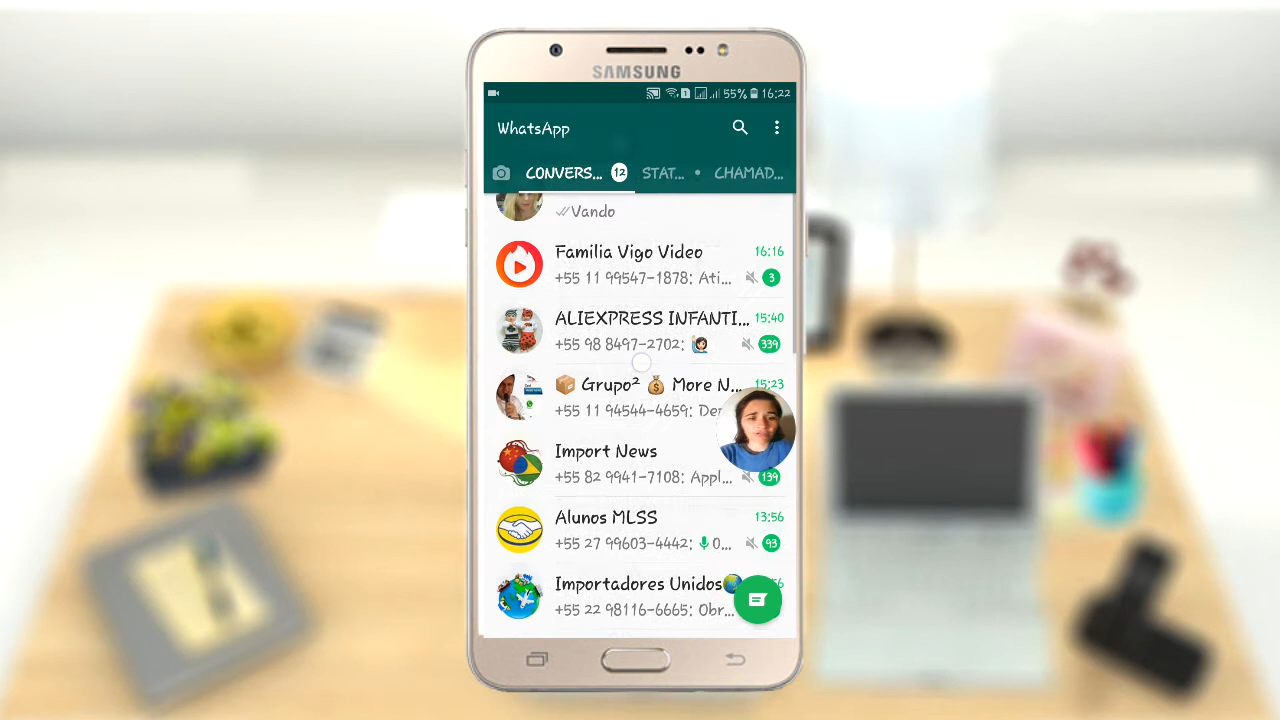 SAMSUNG
1 55% 16:22
WhatsApp
CONVERS... 12 STAT... • CHAMAD...
Vando
Familia Vigo Video 16:16
+55 11 99547-1878: Ati... 3
ALIEXPRESS INFANTI... 15:40
+55 98 8497-2702: 🙋🏻‍♀️ 339
📦 Grupo² 💰 More N... 15:23
+55 11 94544-4659: Der
Import News
+55 82 9941-7108: Appl... 139
Alunos MLSS 13:56
+55 27 99603-4442: 0... 93
Importadores Unidos🌎
+55 22 98116-6665: Obr...